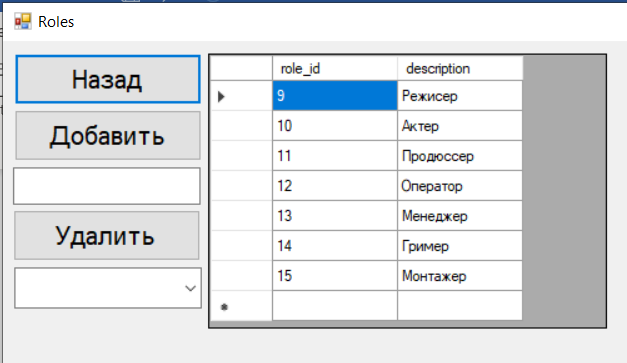 Roles
Назад
Добавить
Удалить
role_id description
9 Режисер
10 Актер
11 Продюссер
12 Оператор
13 Менеджер
14 Гример
15 Монтажер